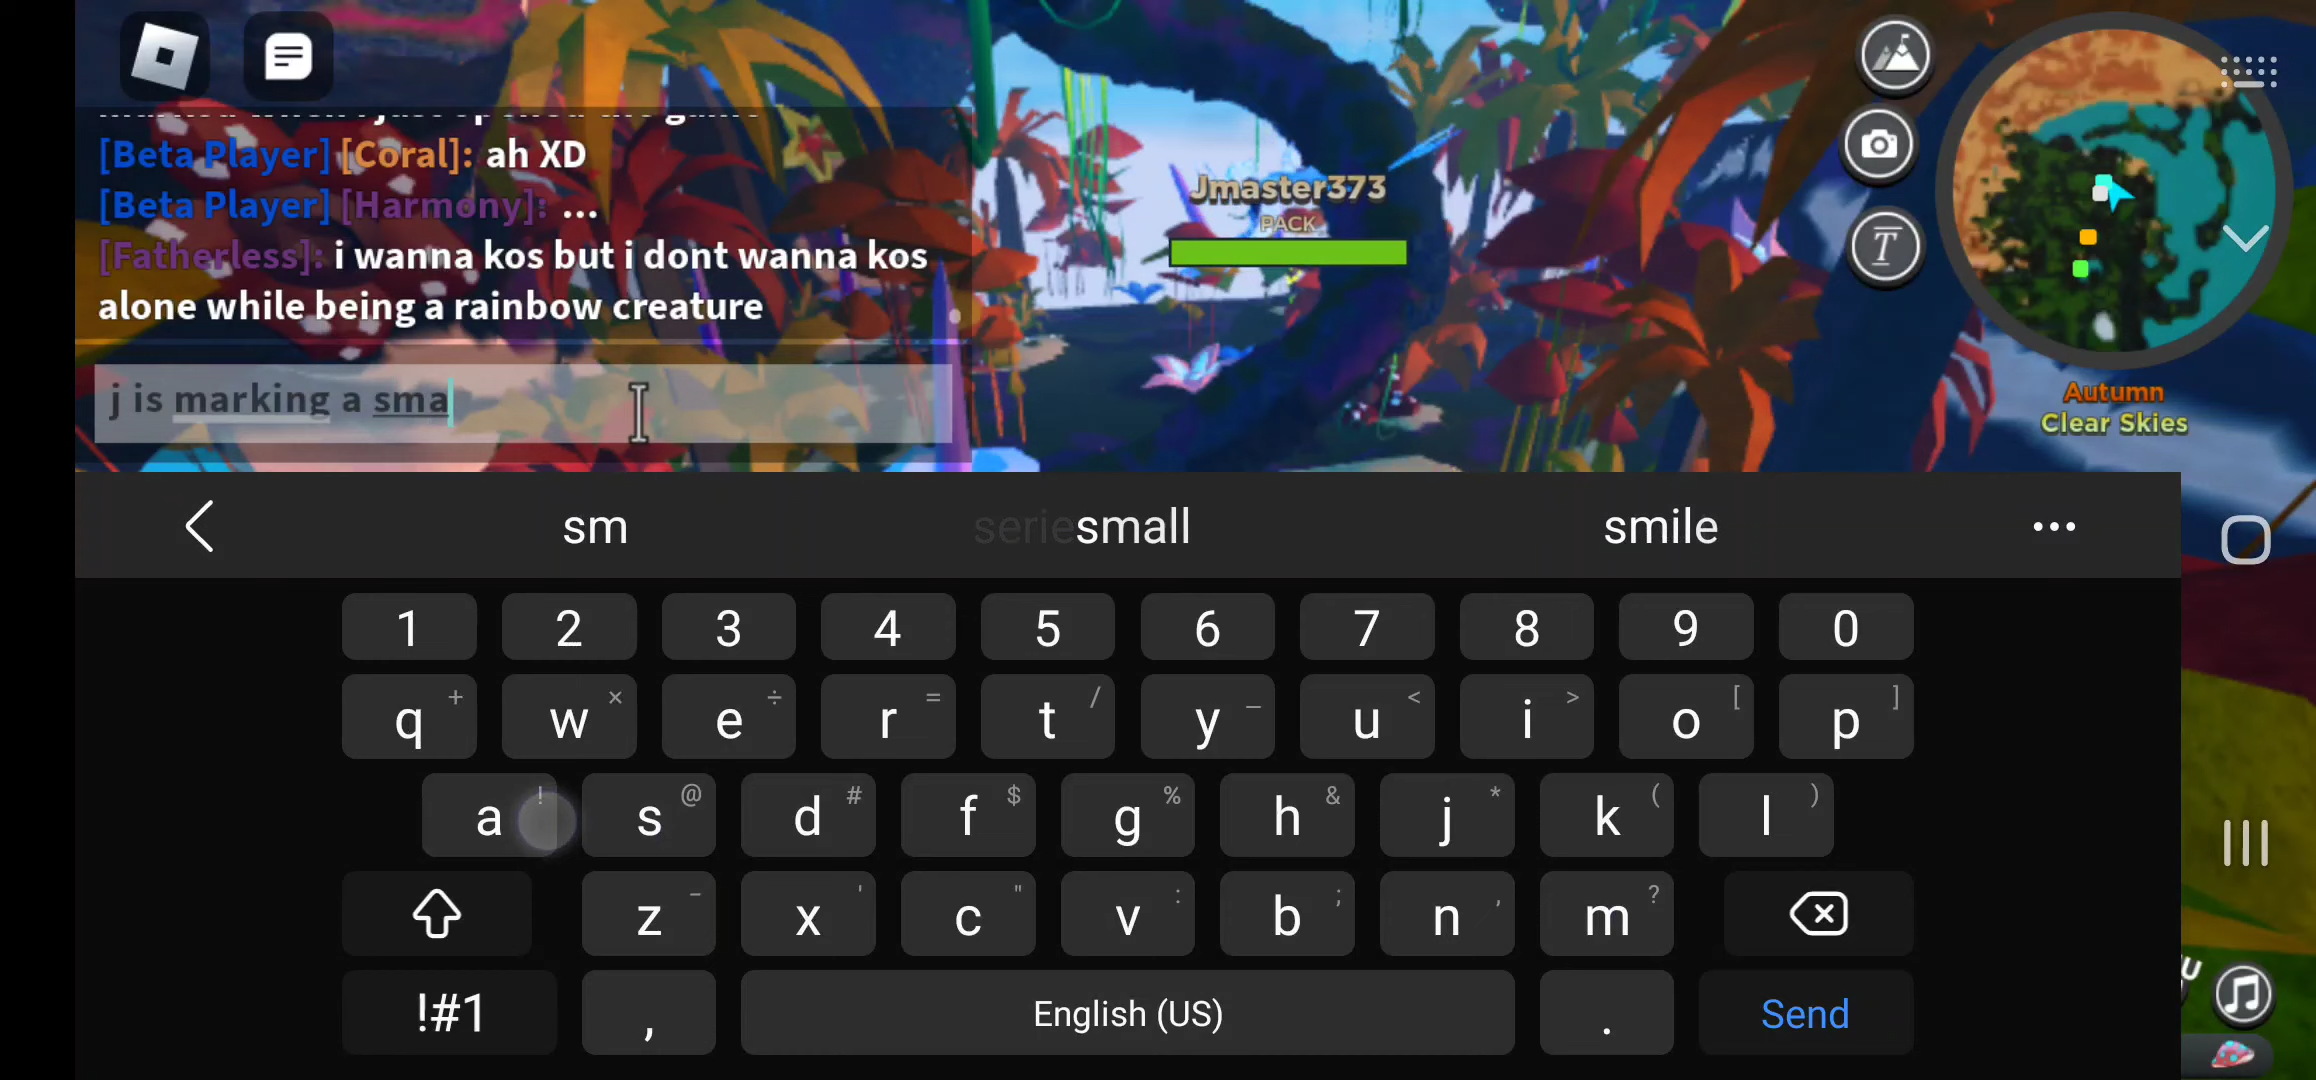 [Beta Player] [Coral]: ah XD
[Beta Player] [Harmony]: ...
[Fatherless]: i wanna kos but i dont wanna kos
alone while being a rainbow creature
j is marking a sma
Jmaster373
PACK
T
Autumn
Clear Skies
sm seriesmall smile ...
1 2 3 4 5 6 7 8 9 0
+ × ÷ = / _ < > [ ]
q w e r t y u i o p
! @ # $ % & * ( )
a s d f g h j k l
- ' " : ; , ?
z x c v b n m
!#1 , English (US) . Send
U